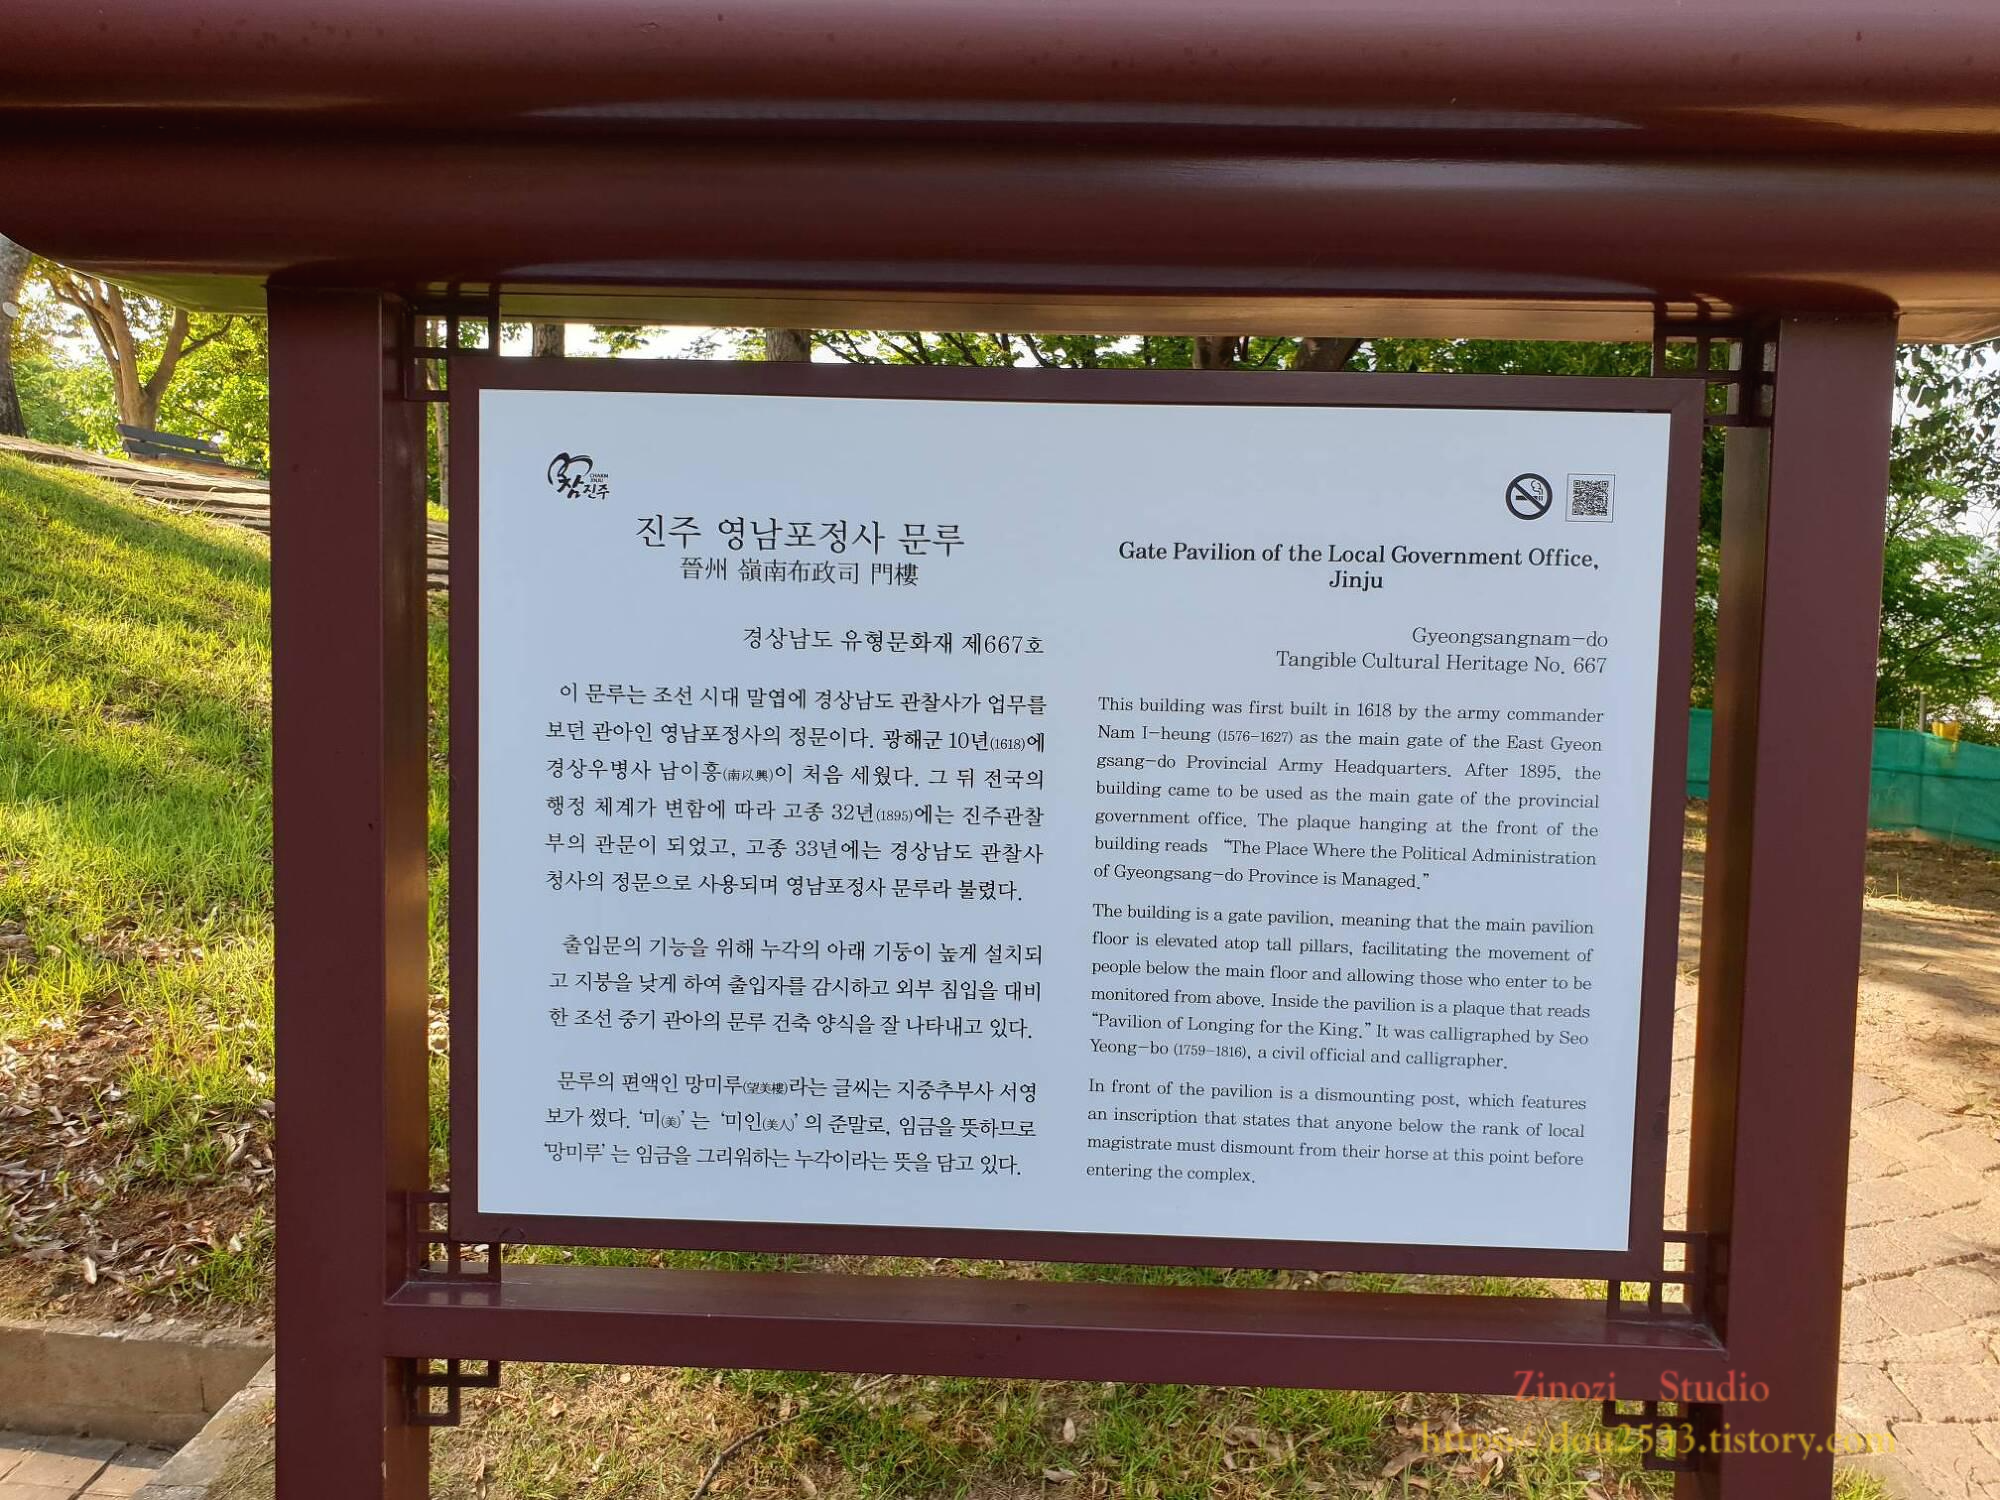 참진주
CHARM
JINJU
진주 영남포정사 문루
晉州 嶺南布政司 門樓
경상남도 유형문화재 제667호
이 문루는 조선 시대 말엽에 경상남도 관찰사가 업무를
보던 관아인 영남포정사의 정문이다. 광해군 10년(1618)에
경상우병사 남이흥(南以興)이 처음 세웠다. 그 뒤 전국의
행정 체계가 변함에 따라 고종 32년(1895)에는 진주관찰
부의 관문이 되었고, 고종 33년에는 경상남도 관찰사
청사의 정문으로 사용되며 영남포정사 문루라 불렸다.
출입문의 기능을 위해 누각의 아래 기둥이 높게 설치되
고 지붕을 낮게 하여 출입자를 감시하고 외부 침입을 대비
한 조선 중기 관아의 문루 건축 양식을 잘 나타내고 있다.
문루의 편액인 망미루(望美樓)라는 글씨는 지중추부사 서영
보가 썼다. ‘미(美)’는 ‘미인(美人)’의 준말로, 임금을 뜻하므로
‘망미루’는 임금을 그리워하는 누각이라는 뜻을 담고 있다.
Gate Pavilion of the Local Government Office,
Jinju
Gyeongsangnam-do
Tangible Cultural Heritage No. 667
This building was first built in 1618 by the army commander
Nam I-heung (1576-1627) as the main gate of the East Gyeon
gsang-do Provincial Army Headquarters. After 1895, the
building came to be used as the main gate of the provincial
government office. The plaque hanging at the front of the
building reads “The Place Where the Political Administration
of Gyeongsang-do Province is Managed.”
The building is a gate pavilion, meaning that the main pavilion
floor is elevated atop tall pillars, facilitating the movement of
people below the main floor and allowing those who enter to be
monitored from above. Inside the pavilion is a plaque that reads
“Pavilion of Longing for the King.” It was calligraphed by Seo
Yeong-bo (1759-1816), a civil official and calligrapher.
In front of the pavilion is a dismounting post, which features
an inscription that states that anyone below the rank of local
magistrate must dismount from their horse at this point before
entering the complex.
Zinozi Studio
https://dou2533.tistory.com